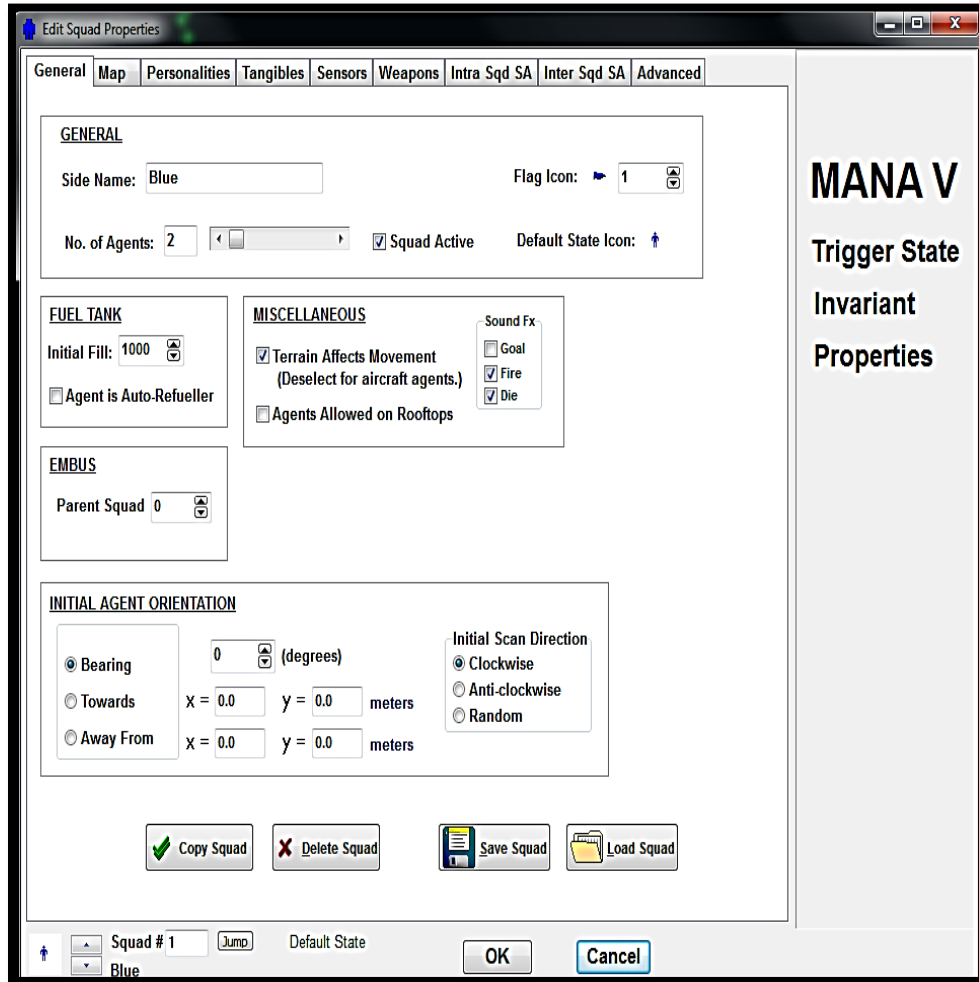 Edit Squad Properties
General Map Personalities Tangibles Sensors Weapons Intra Sqd SA Inter Sqd SA Advanced
GENERAL
Side Name: Blue
Flag Icon: 1
No. of Agents: 2
Squad Active
Default State Icon:
FUEL TANK
Initial Fill: 1000
Agent is Auto-Refueller
MISCELLANEOUS
Terrain Affects Movement
(Deselect for aircraft agents.)
Agents Allowed on Rooftops
Sound Fx
Goal
Fire
Die
EMBUS
Parent Squad 0
INITIAL AGENT ORIENTATION
Bearing 0 (degrees)
Towards x = 0.0 y = 0.0 meters
Away From x = 0.0 y = 0.0 meters
Initial Scan Direction
Clockwise
Anti-clockwise
Random
Copy Squad Delete Squad Save Squad Load Squad
Squad # 1 Jump Default State
Blue
OK Cancel
MANA V
Trigger State
Invariant
Properties